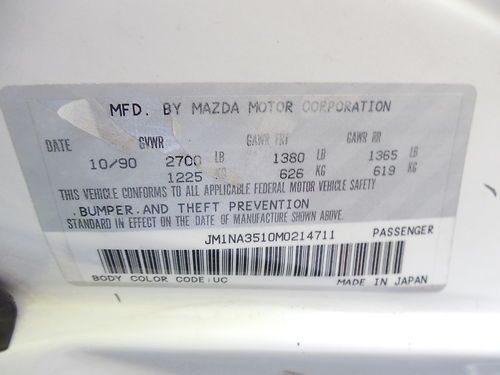 MFD. BY MAZDA MOTOR CORPORATION
DATE GVWR GAWR FRT GAWR RR
10/90 2700 LB 1380 LB 1365 LB
1225 KG 626 KG 619 KG
THIS VEHICLE CONFORMS TO ALL APPLICABLE FEDERAL MOTOR VEHICLE SAFETY
.BUMPER.AND THEFT PREVENTION
STANDARD IN EFFECT ON THE DATE OF MANUFACTURE SHOWN ABOVE.
JM1NA3510M0214711 PASSENGER
BODY COLOR CODE:UC MADE IN JAPAN